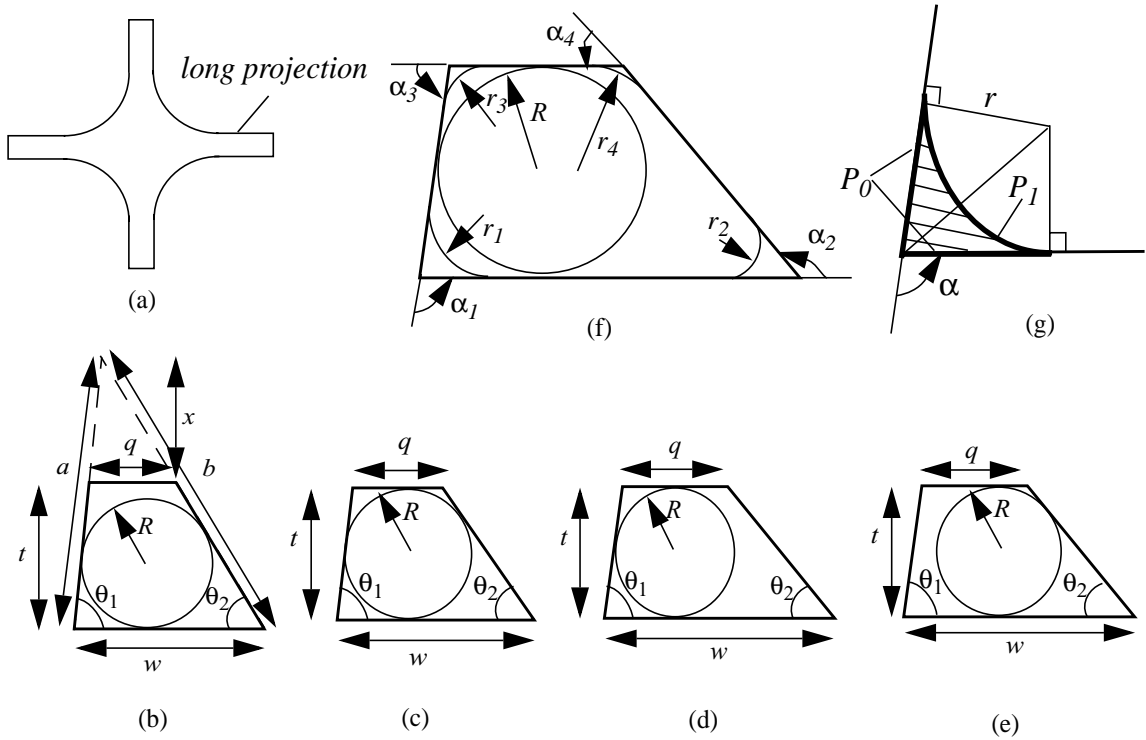 long projection
(a)
α4
α3
r3
R
r4
r1
r2
α2
α1
(f)
r
P0
P1
α
(g)
x
q
a
b
t
R
θ1
θ2
w
(b)
q
t
R
θ1
θ2
w
(c)
q
t
R
θ1
θ2
w
(d)
q
t
R
θ1
θ2
w
(e)